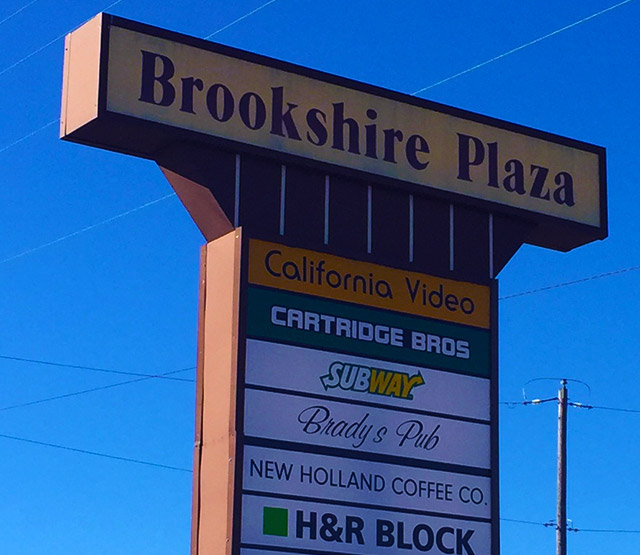 Brookshire Plaza
California Video
CARTRIDGE BROS
SUBWAY
Brady's Pub
NEW HOLLAND COFFEE CO.
H&R BLOCK